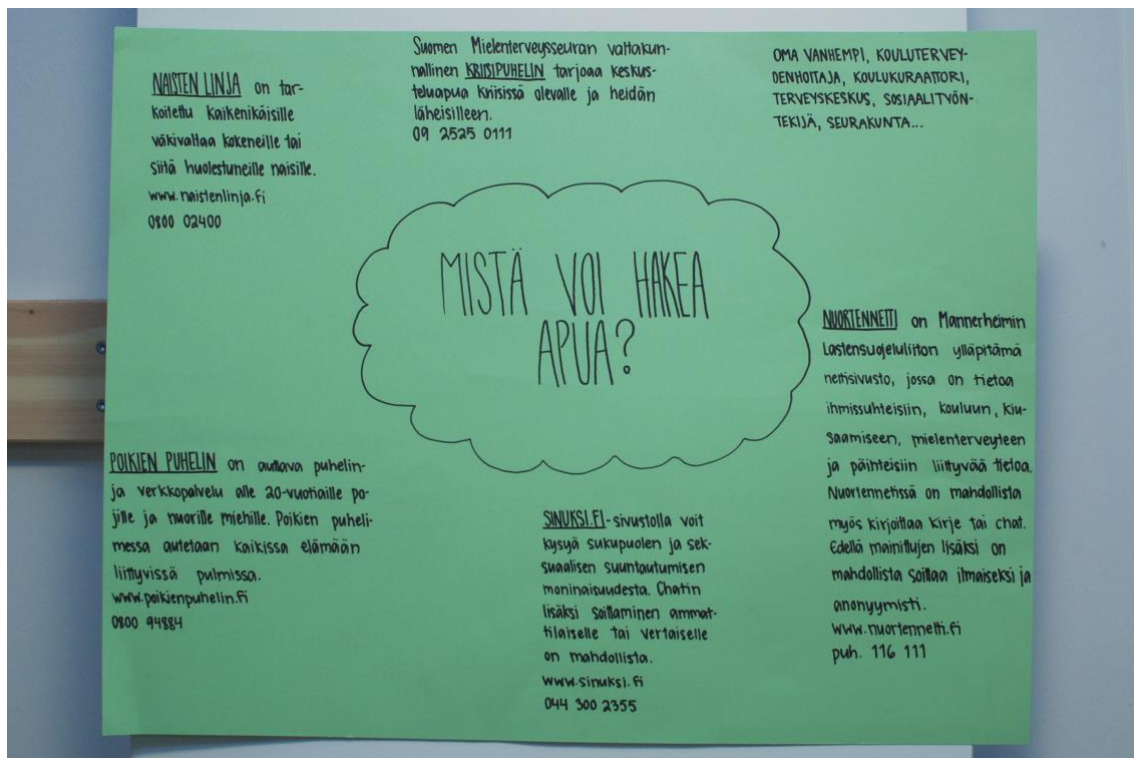 NAISTEN LINJA on tar-
koitettu kaikenikäisille
väkivaltaa kokeneille tai
siitä huolestuneille naisille.
www.naistenlinja.fi
0800 02400
Suomen Mielenterveysseuran valtakun-
nallinen KRIISIPUHELIN tarjoaa keskus-
teluapua kriisissä olevalle ja heidän
läheisilleen.
09 2525 0111
OMA VANHEMPI, KOULUTERVEY-
DENHOITAJA, KOULUKURAATTORI,
TERVEYSKESKUS, SOSIAALITYÖN-
TEKIJÄ, SEURAKUNTA...
MISTÄ VOI HAKEA
APUA?
NUORTENNETTI on Mannerheimin
Lastensuojeluliiton ylläpitämä
nettisivusto, jossa on tietoa
ihmissuhteisiin, kouluun, kiu-
saamiseen, mielenterveyteen
ja päihteisiin liittyvää tietoa.
Nuortennetissä on mahdollista
myös kirjoittaa kirje tai chat.
Edellä mainittujen lisäksi on
mahdollista soittaa ilmaiseksi ja
anonyymisti.
www.nuortennetti.fi
puh. 116 111
POIKIEN PUHELIN on auttava puhelin-
ja verkkopalvelu alle 20-vuotiaille po-
jille ja nuorille miehille. Poikien puheli-
messa autetaan kaikissa elämään
liittyvissä pulmissa.
www.poikienpuhelin.fi
0800 94884
SINUKSI.FI-sivustolla voit
kysyä sukupuolen ja sek-
suaalisen suuntautumisen
moninaisuudesta. Chatin
lisäksi soittaminen ammat-
tilaiselle tai vertaiselle
on mahdollista.
www.sinuksi.fi
044 300 2355